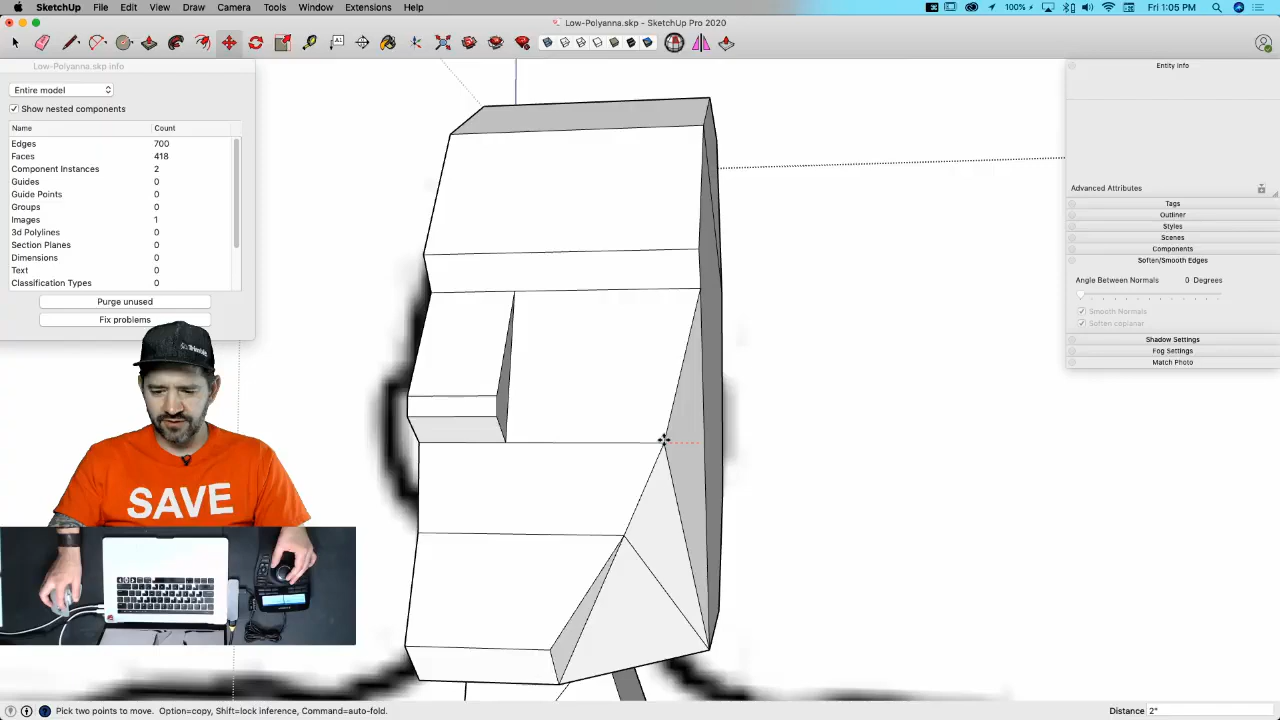 SketchUp File Edit View Draw Camera Tools Window Extensions Help
100% Fri 1:05 PM
Low-Polyanna.skp - SketchUp Pro 2020
Low-Polyanna.skp info
Entire model
Show nested components
Name Count
Edges 700
Faces 418
Component Instances 2
Guides 0
Guide Points 0
Groups 0
Images 1
3d Polylines 0
Section Planes 0
Dimensions 0
Text 0
Classification Types 0
Purge unused
Fix problems
Entity Info
Advanced Attributes
Tags
Outliner
Styles
Scenes
Components
Soften/Smooth Edges
Angle Between Normals 0 Degrees
Smooth Normals
Soften coplanar
Shadow Settings
Fog Settings
Match Photo
Trimble
SAVE
Pick two points to move. Option=copy, Shift=lock inference, Command=auto-fold.
Distance 2"